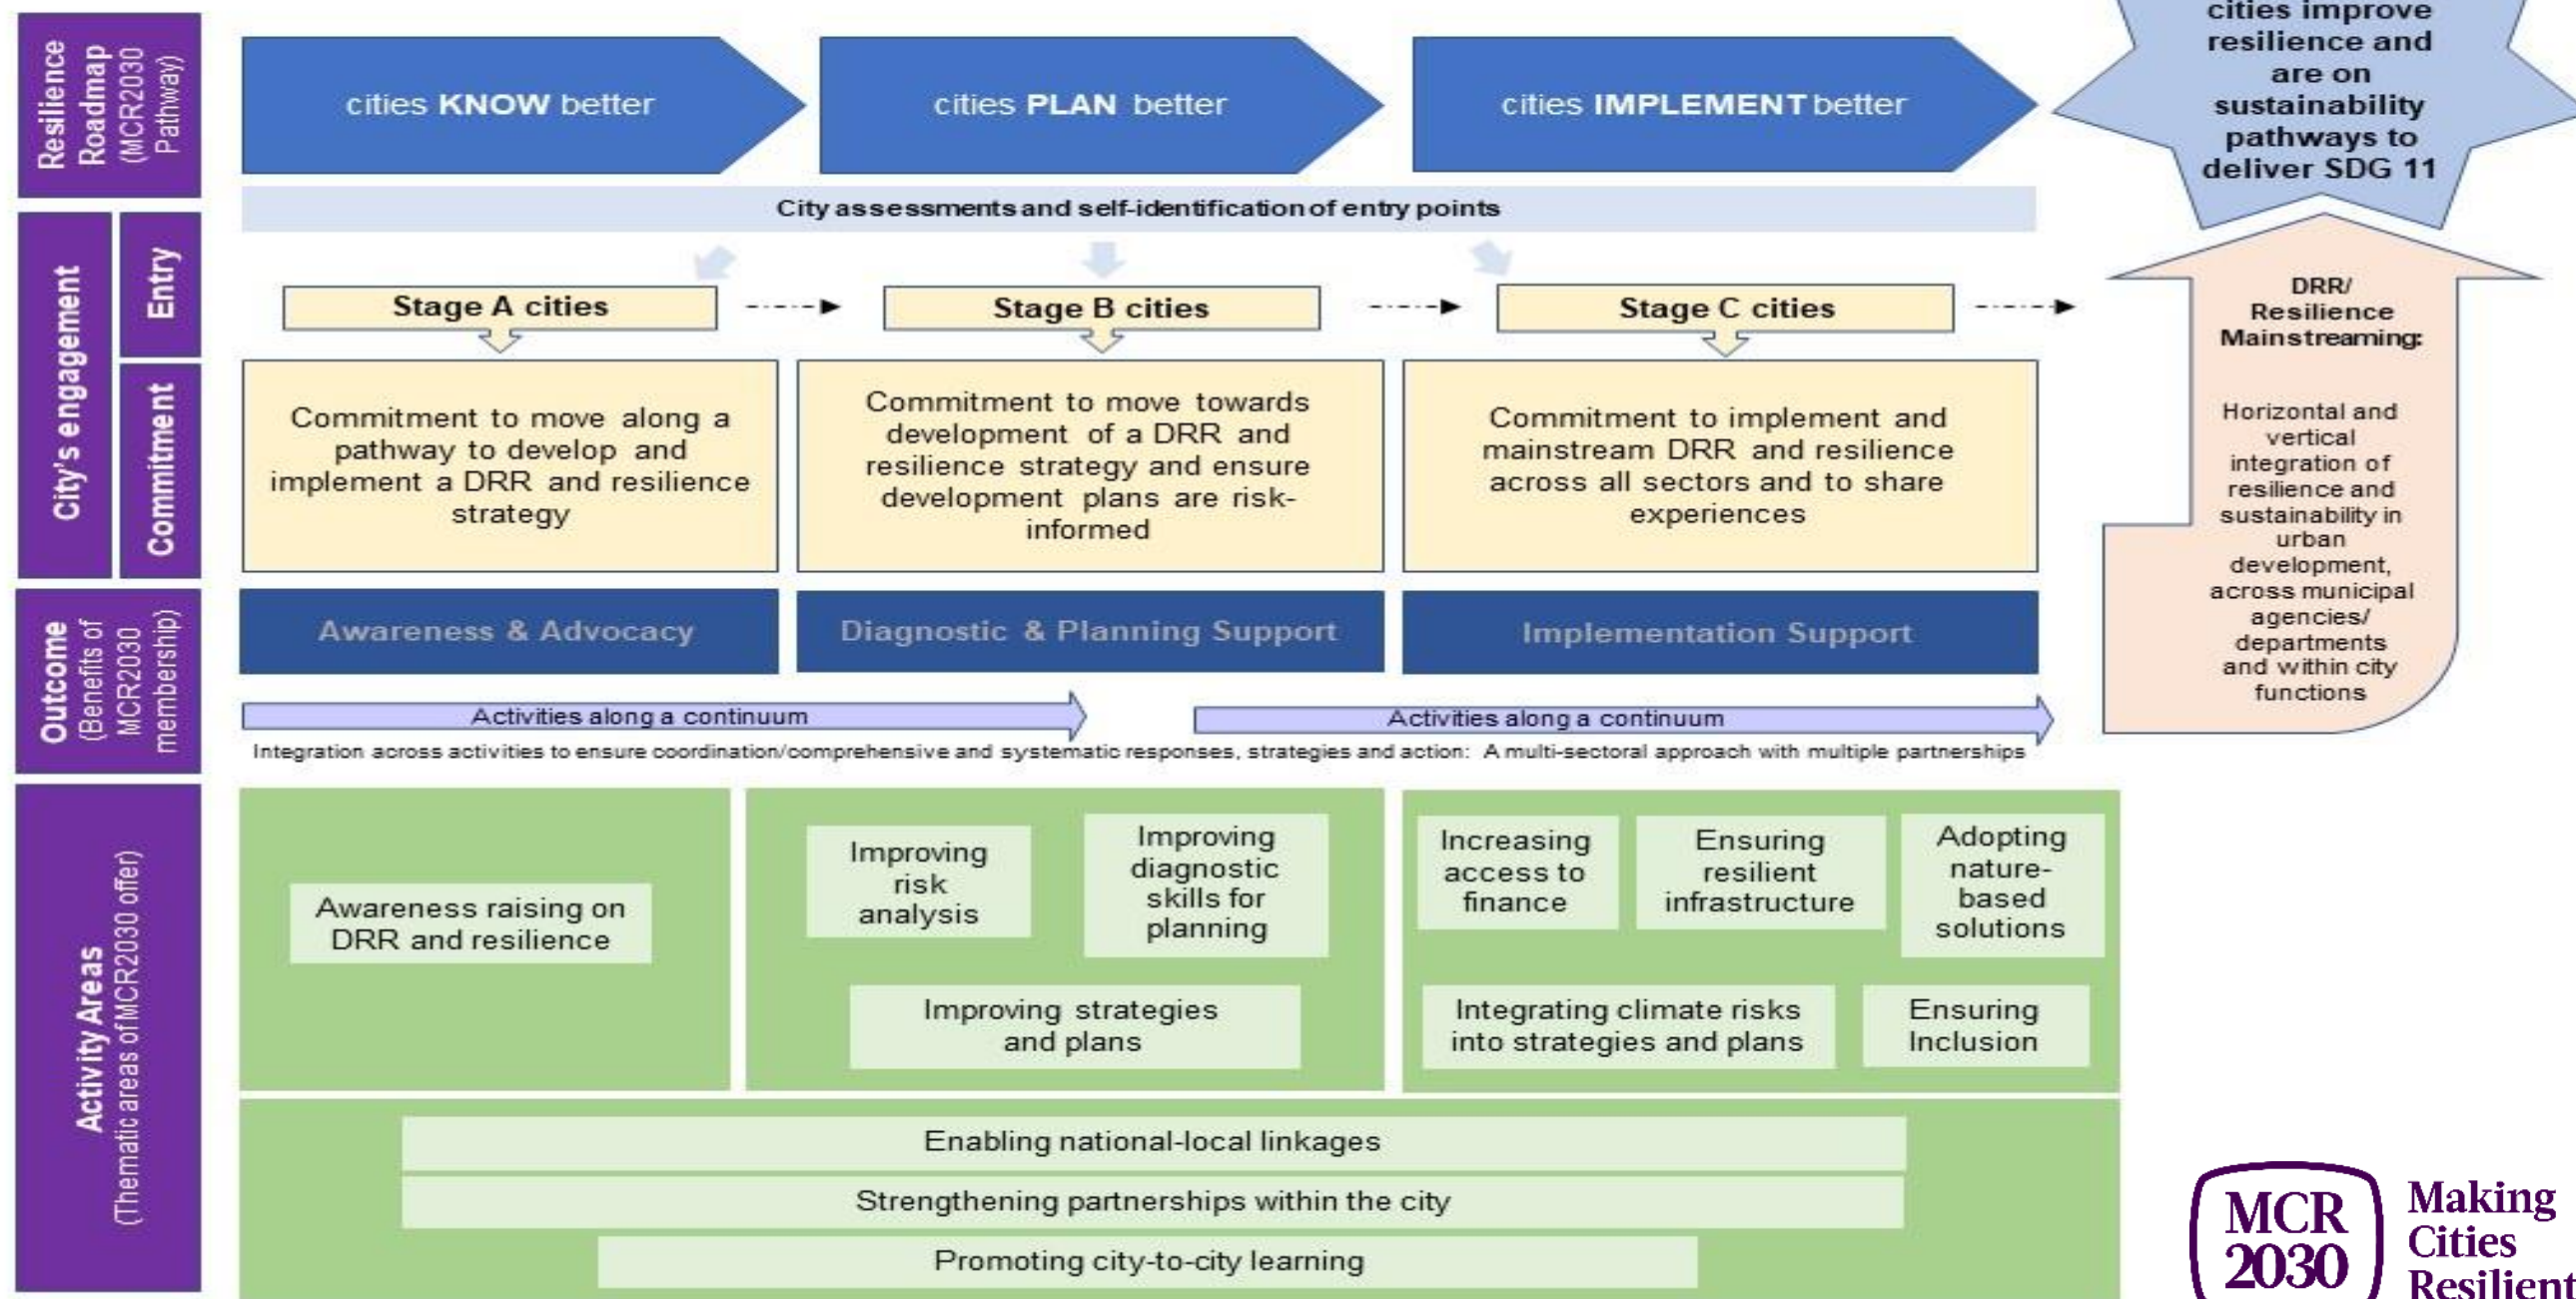 Resilience
Roadmap
(MCR2030
Pathway)
cities KNOW better
cities PLAN better
cities IMPLEMENT better
cities improve
resilience and
are on
sustainability
pathways to
deliver SDG 11
City assessments and self-identification of entry points
City's engagement
Entry
Stage A cities
Stage B cities
Stage C cities
Commitment
Commitment to move along a
pathway to develop and
implement a DRR and resilience
strategy
Commitment to move towards
development of a DRR and
resilience strategy and ensure
development plans are risk-
informed
Commitment to implement and
mainstream DRR and resilience
across all sectors and to share
experiences
DRR/
Resilience
Mainstreaming:
Horizontal and
vertical
integration of
resilience and
sustainability in
urban
development,
across municipal
agencies/
departments
and within city
functions
Outcome
(Benefits of
MCR2030
membership)
Awareness & Advocacy
Diagnostic & Planning Support
Implementation Support
Activities along a continuum
Activities along a continuum
Integration across activities to ensure coordination/comprehensive and systematic responses, strategies and action: A multi-sectoral approach with multiple partnerships
Activity Areas
(Thematic areas of MCR2030 offer)
Awareness raising on
DRR and resilience
Improving
risk
analysis
Improving
diagnostic
skills for
planning
Improving strategies
and plans
Increasing
access to
finance
Ensuring
resilient
infrastructure
Adopting
nature-
based
solutions
Integrating climate risks
into strategies and plans
Ensuring
Inclusion
Enabling national-local linkages
Strengthening partnerships within the city
Promoting city-to-city learning
MCR
2030
Making
Cities
Resilient